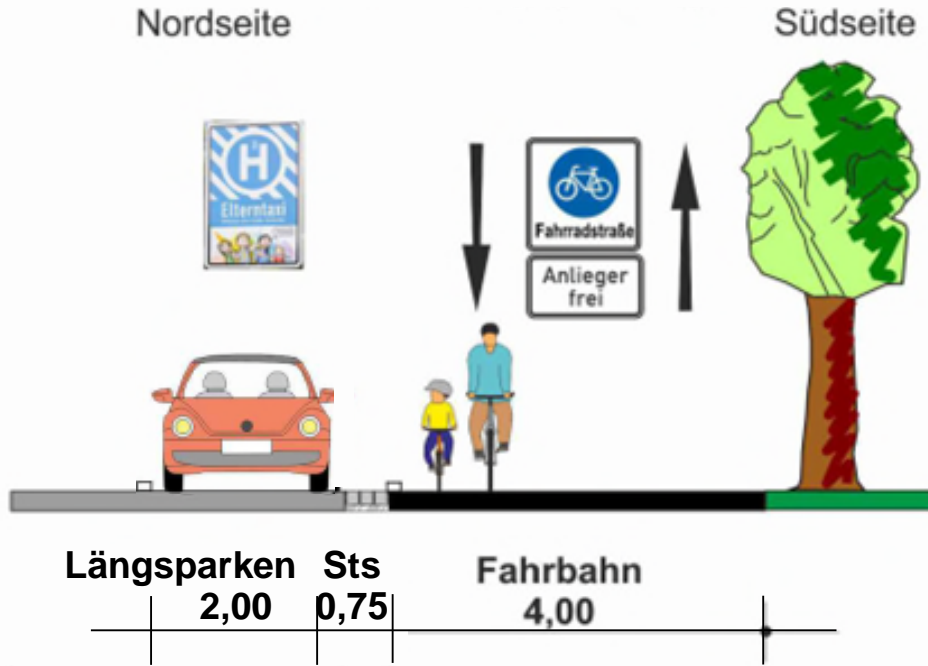 Nordseite
Südseite
H
Elterntaxi
Fahrradstraße
Anlieger
frei
Längsparken Sts Fahrbahn
2,00 0,75 4,00